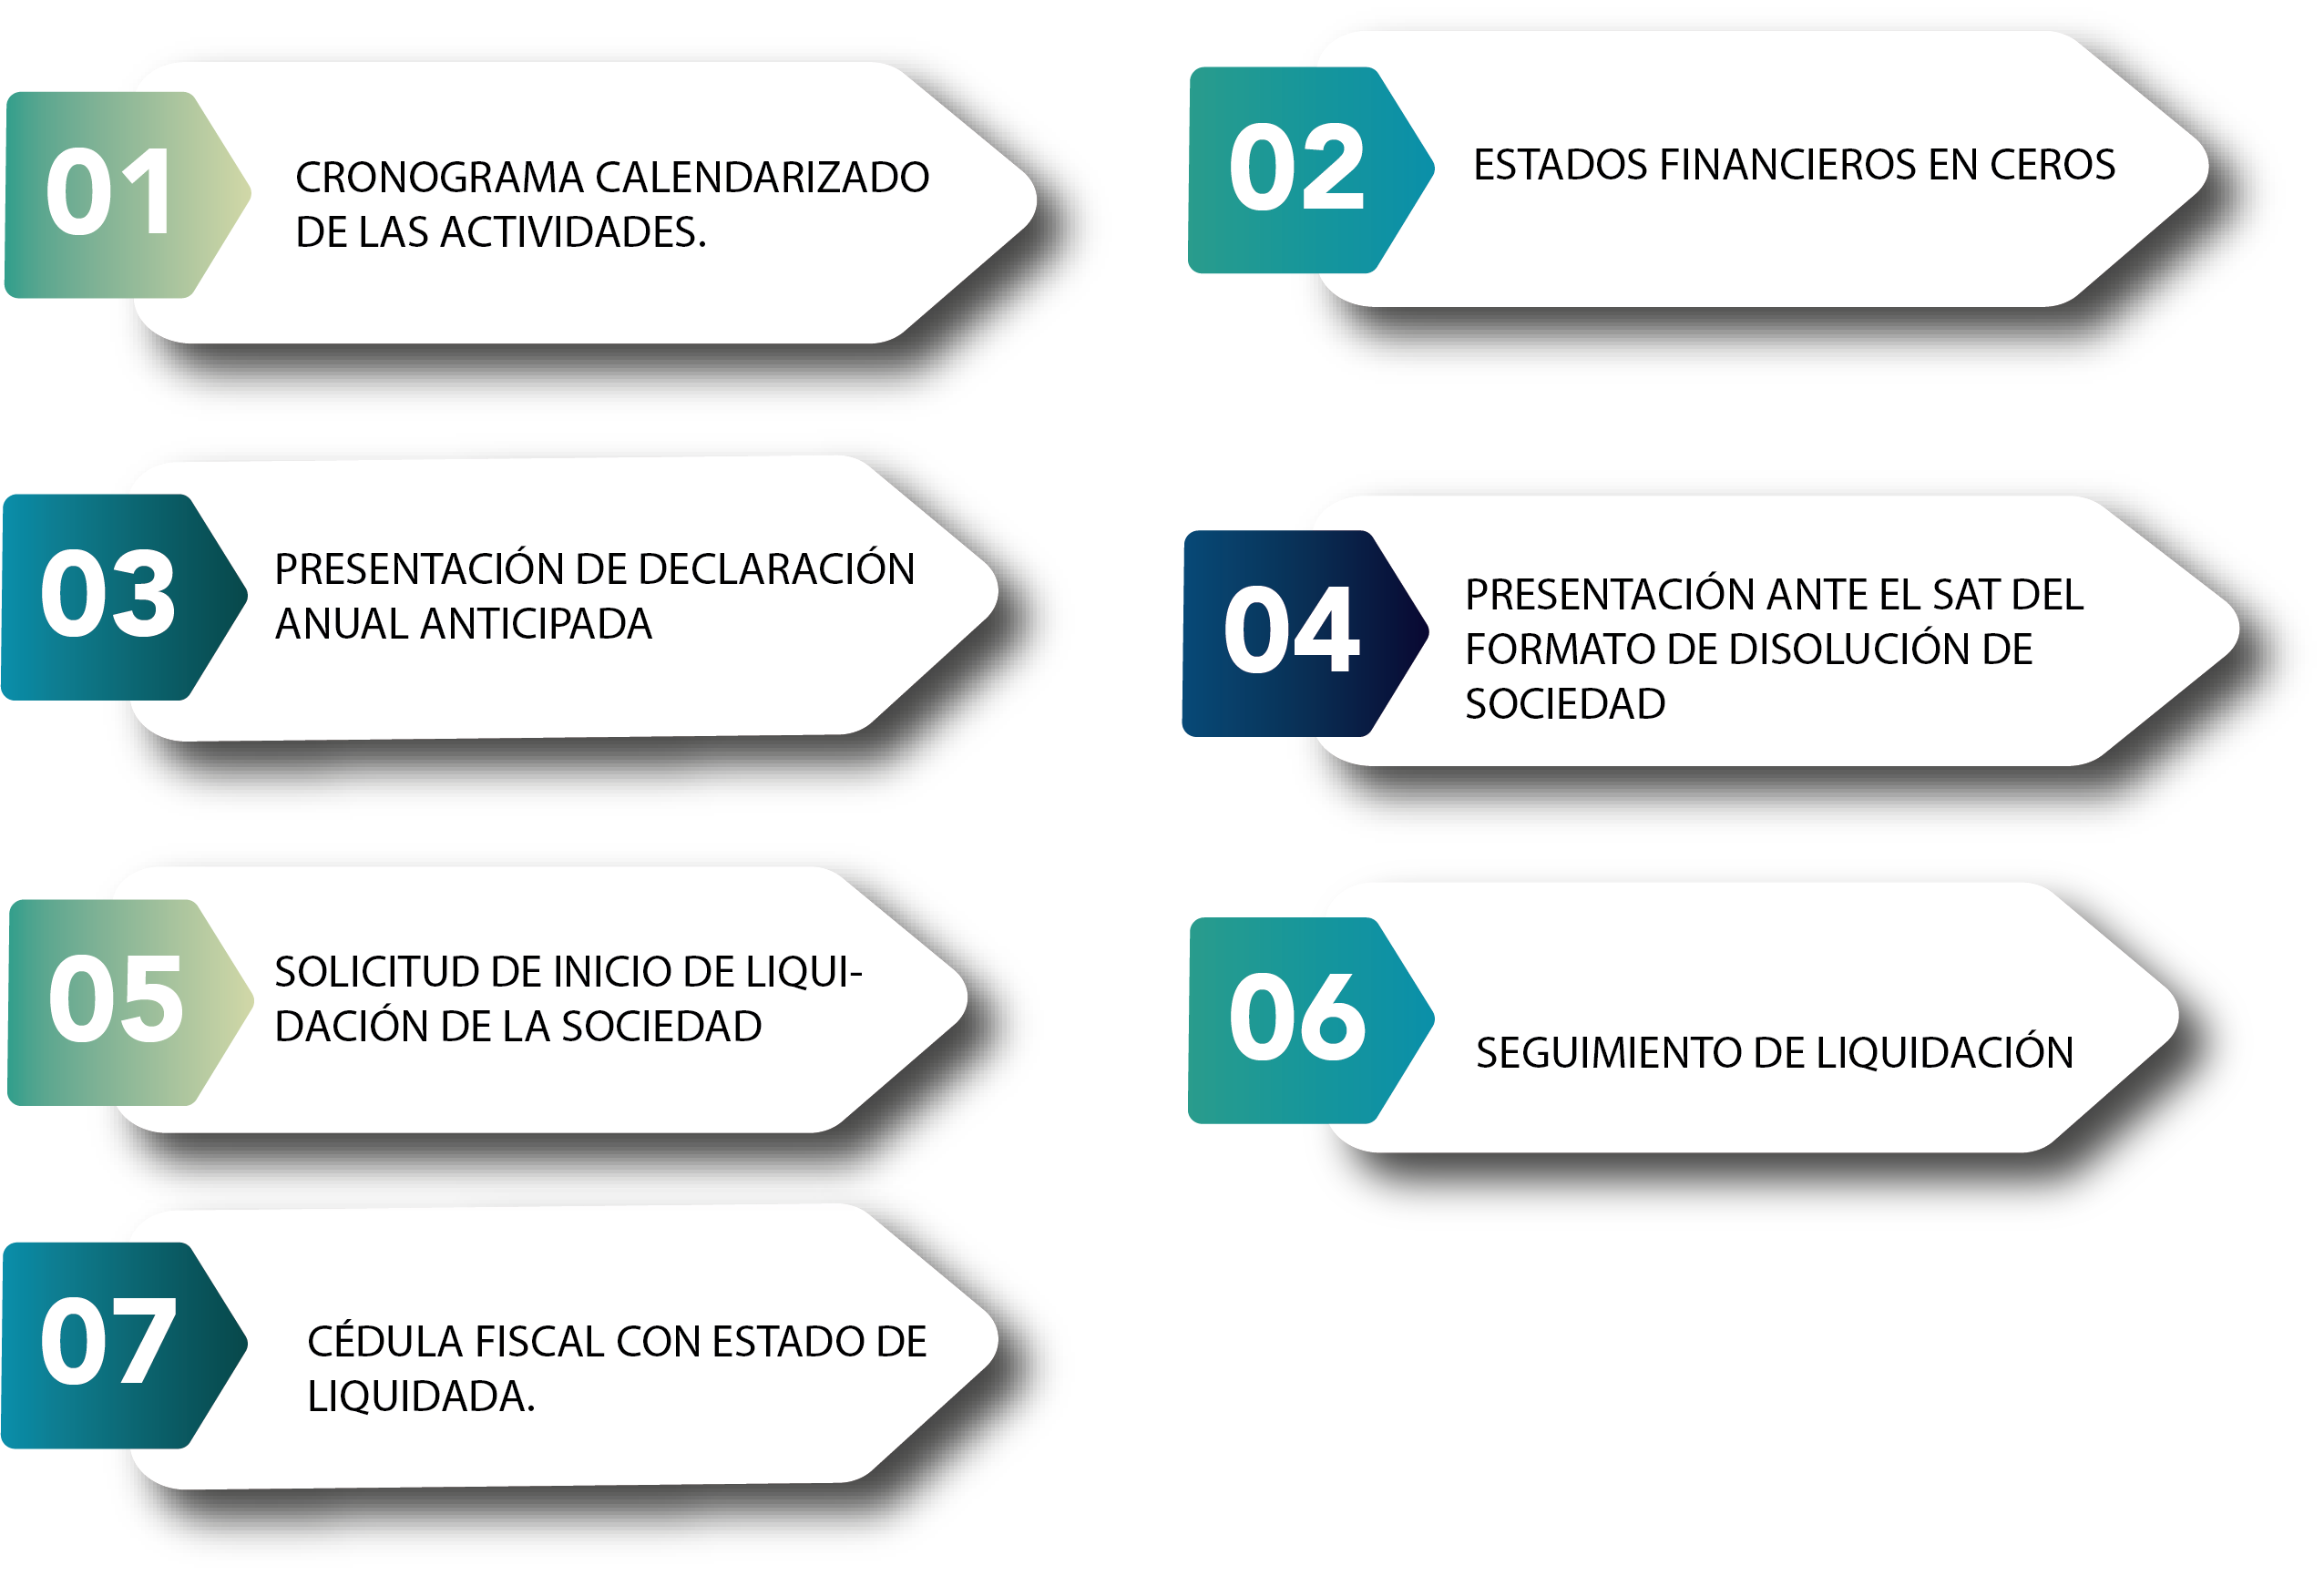 01
CRONOGRAMA CALENDARIZADO
DE LAS ACTIVIDADES.
02
ESTADOS FINANCIEROS EN CEROS
03
PRESENTACIÓN DE DECLARACIÓN
ANUAL ANTICIPADA
04
PRESENTACIÓN ANTE EL SAT DEL
FORMATO DE DISOLUCIÓN DE
SOCIEDAD
05
SOLICITUD DE INICIO DE LIQUI-
DACIÓN DE LA SOCIEDAD
06
SEGUIMIENTO DE LIQUIDACIÓN
07
CÉDULA FISCAL CON ESTADO DE
LIQUIDADA.